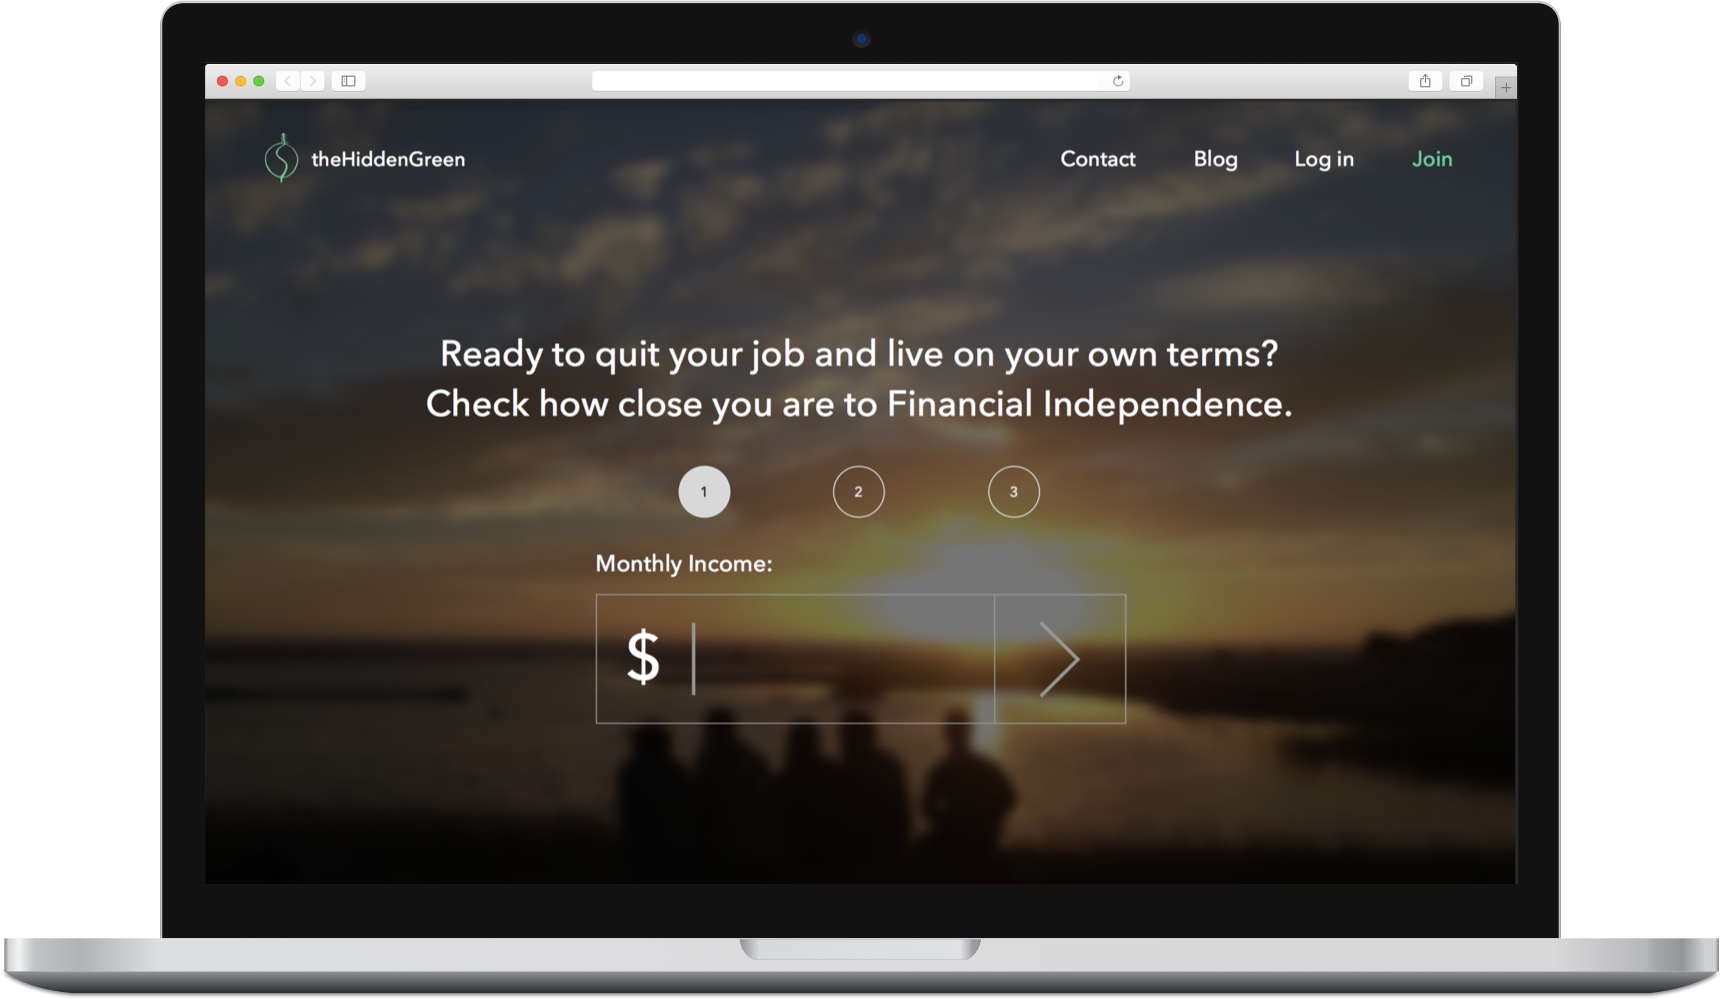 theHiddenGreen
Contact
Blog
Log in
Join
Ready to quit your job and live on your own terms?
Check how close you are to Financial Independence.
1
2
3
Monthly Income:
$